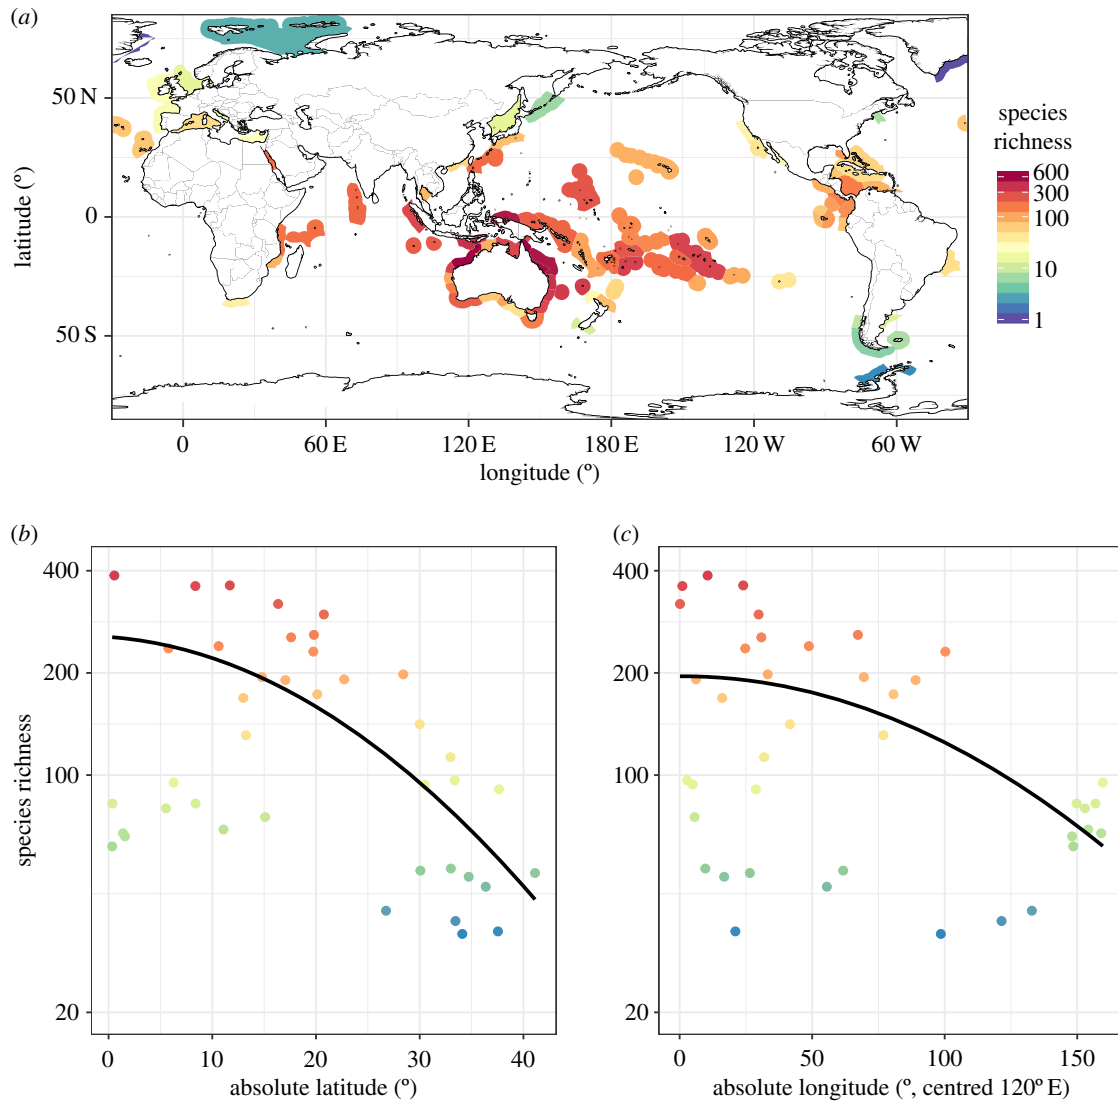 (a)
species
richness
600
300
100
10
1
latitude (º)
50 N
0
50 S
0
60 E
120 E
180 E
120 W
60 W
longitude (º)
(b)
(c)
species richness
400
200
100
20
0
10
20
30
40
absolute latitude (º)
400
200
100
20
0
50
100
150
absolute longitude (º, centred 120º E)